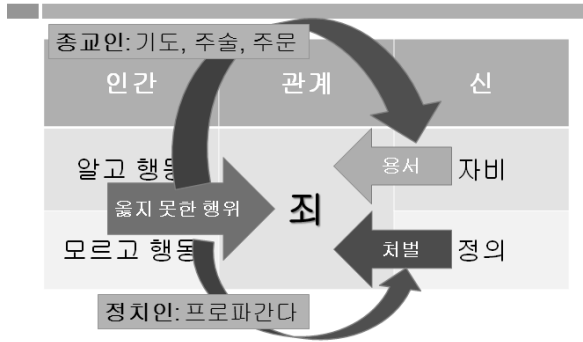 종교인: 기도, 주술, 주문
인간 관계 신
알고 행동 용서 자비
옳지 못한 행위 죄
모르고 행동 처벌 정의
정치인: 프로파간다